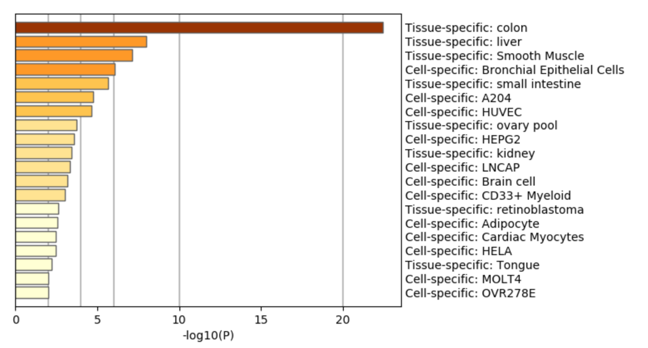 Tissue-specific: colon
Tissue-specific: liver
Tissue-specific: Smooth Muscle
Cell-specific: Bronchial Epithelial Cells
Tissue-specific: small intestine
Cell-specific: A204
Cell-specific: HUVEC
Tissue-specific: ovary pool
Cell-specific: HEPG2
Tissue-specific: kidney
Cell-specific: LNCAP
Cell-specific: Brain cell
Cell-specific: CD33+ Myeloid
Tissue-specific: retinoblastoma
Cell-specific: Adipocyte
Cell-specific: Cardiac Myocytes
Cell-specific: HELA
Tissue-specific: Tongue
Cell-specific: MOLT4
Cell-specific: OVR278E
0 5 10 15 20
-log10(P)